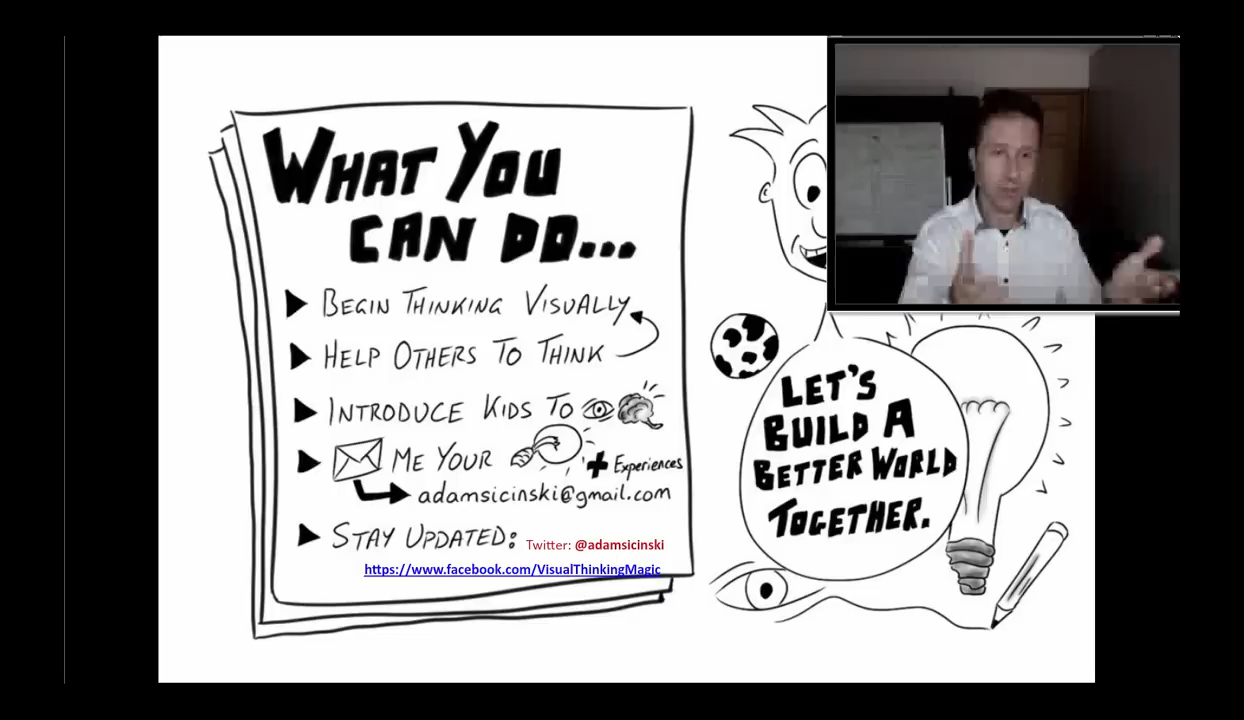 WHAT YOU
CAN DO...
BEGIN THINKING VISUALLY
HELP OTHERS TO THINK
INTRODUCE KIDS TO
ME YOUR + Experiences
adamsicinski@gmail.com
STAY UPDATED: Twitter: @adamsicinski
https://www.facebook.com/VisualThinkingMagic
LET'S
BUILD A
BETTER WORLD
TOGETHER.